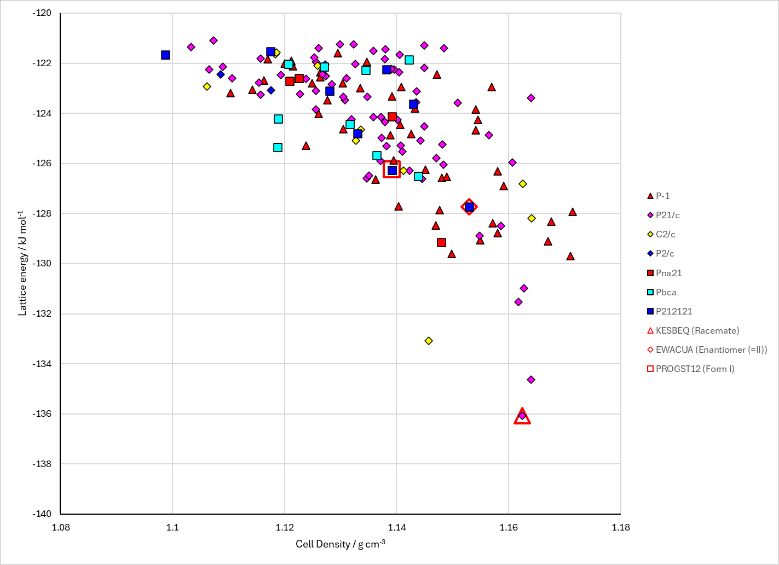 -120
-122
-124
-126
-128
-130
-132
-134
-136
-138
-140
Lattice energy / kJ mol⁻¹
1.08 1.1 1.12 1.14 1.16 1.18
Cell Density / g cm⁻³
P-1
P21/c
C2/c
P2/c
Pna21
Pbca
P212121
KESBEQ (Racemate)
EWACUA (Enantiomer (=II))
PROGST12 (Form I)